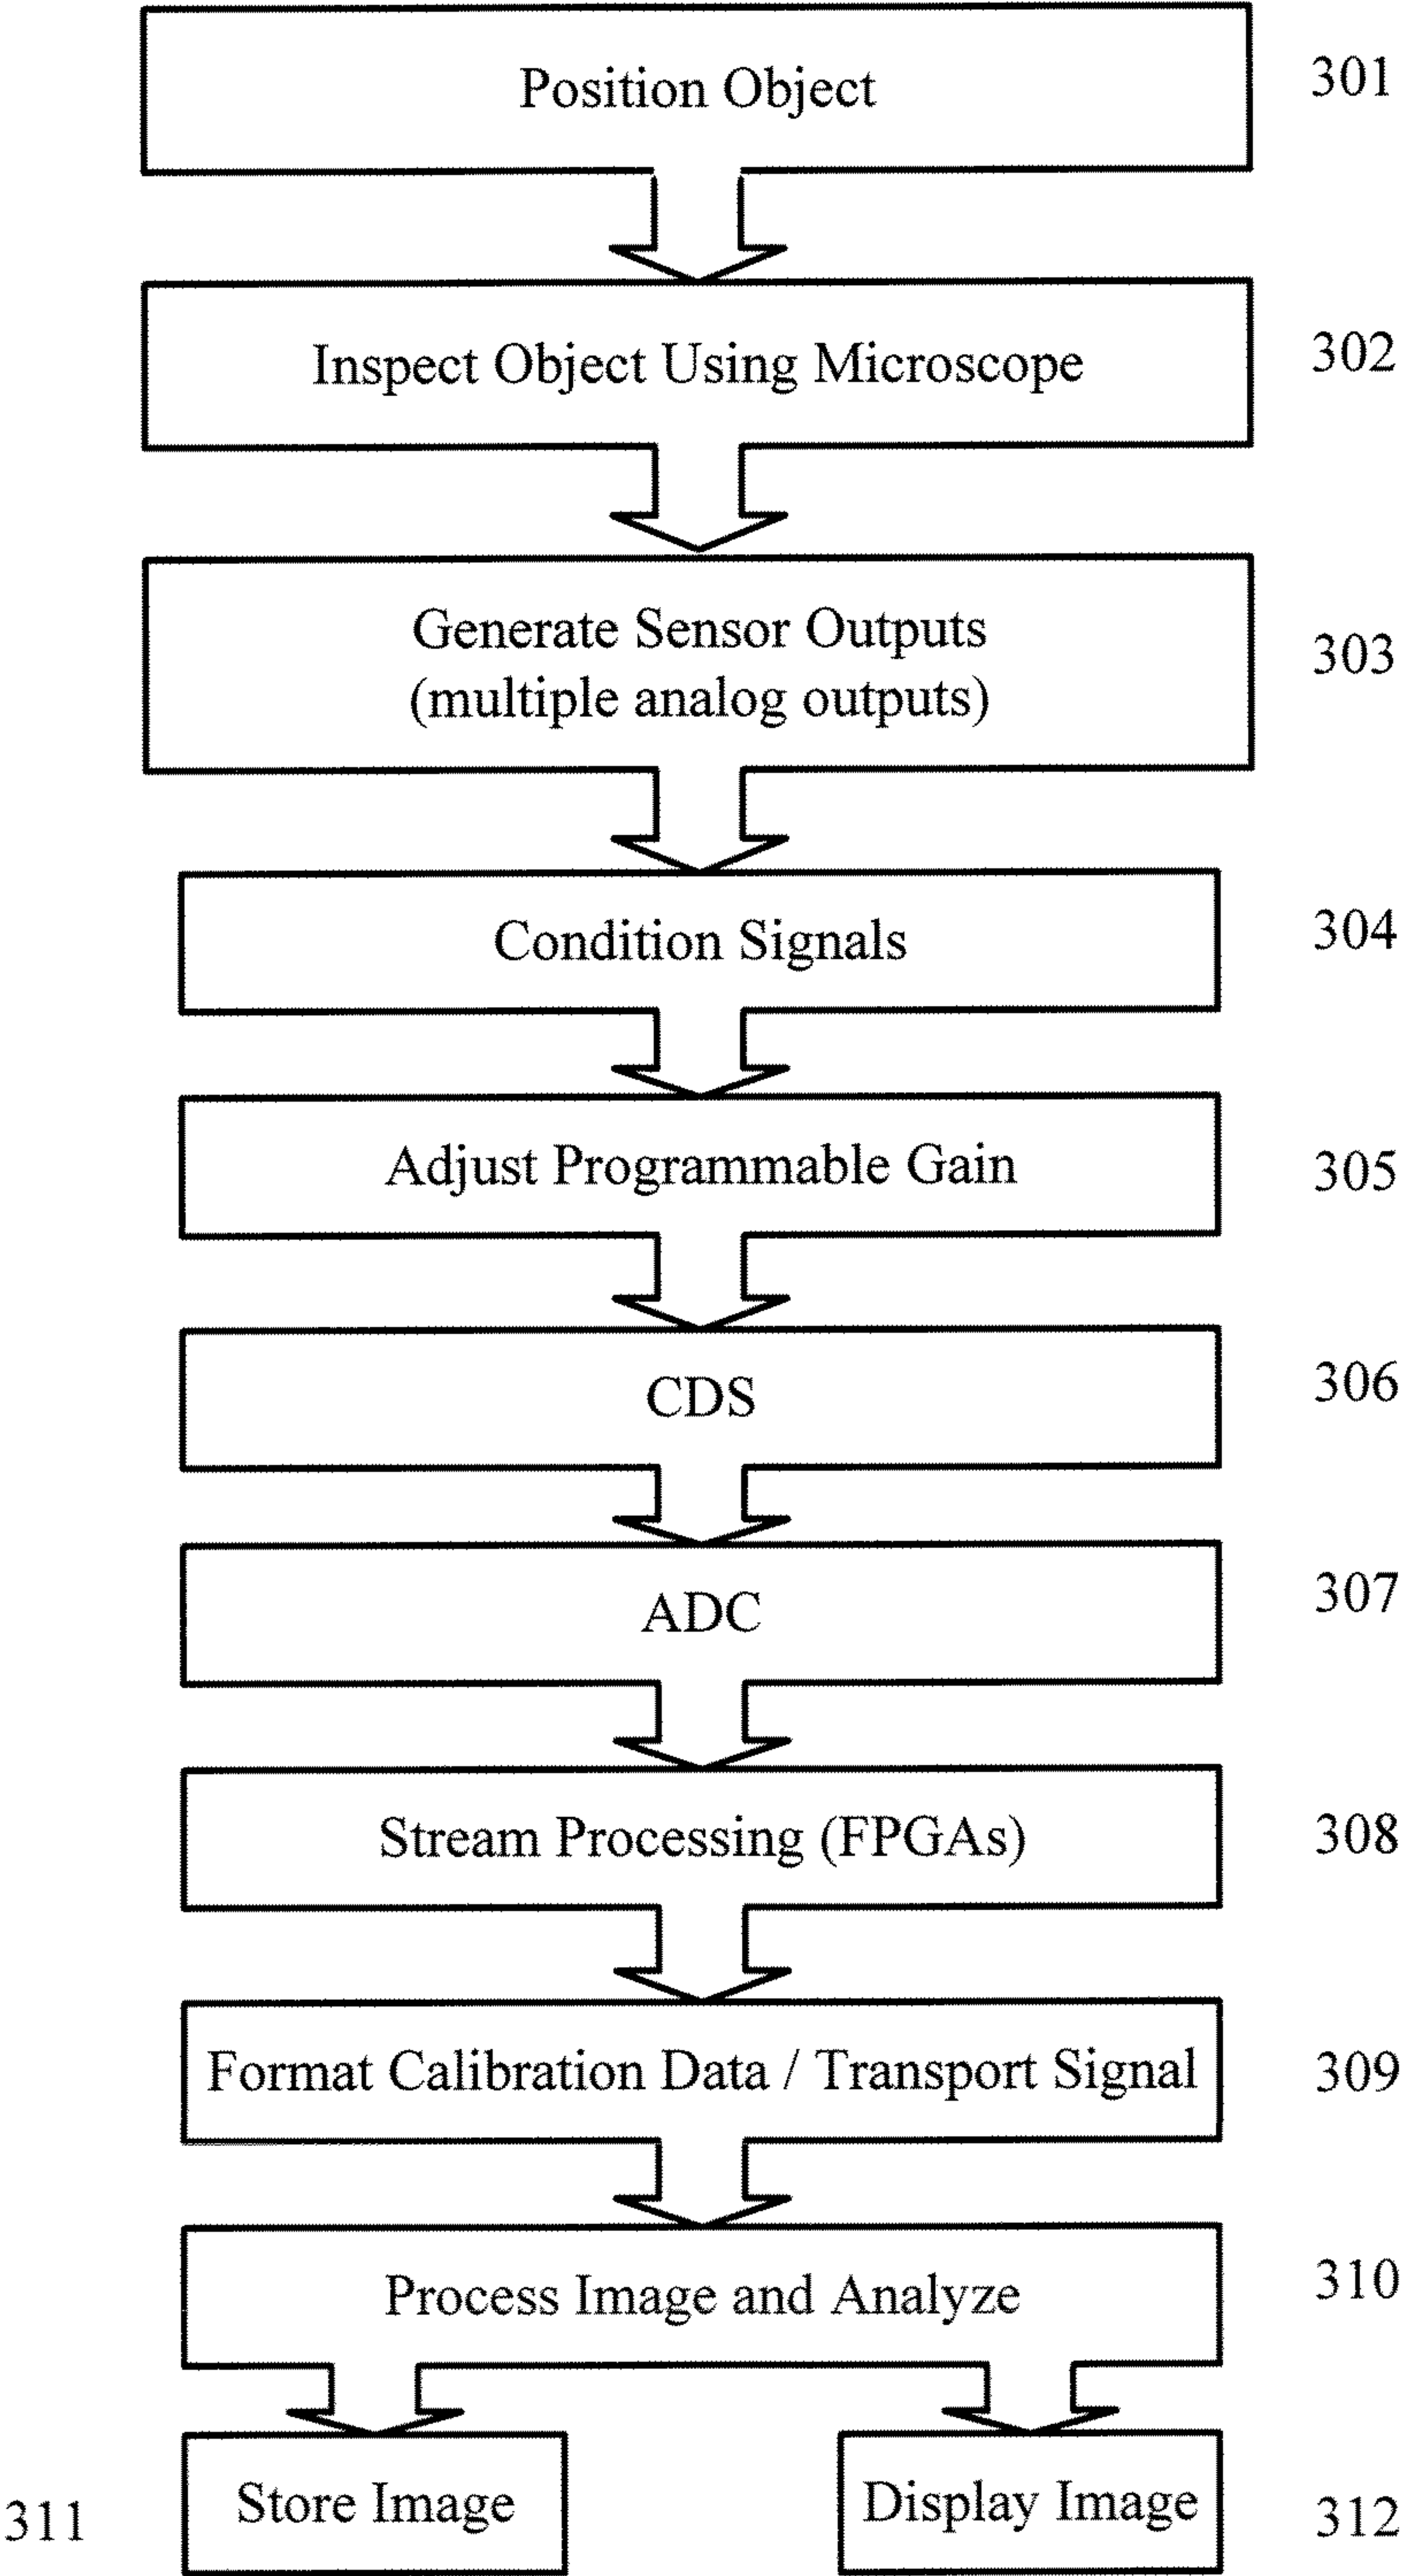 Position Object
301
Inspect Object Using Microscope
302
Generate Sensor Outputs
(multiple analog outputs)
303
Condition Signals
304
Adjust Programmable Gain
305
CDS
306
ADC
307
Stream Processing (FPGAs)
308
Format Calibration Data / Transport Signal
309
Process Image and Analyze
310
311
Store Image
Display Image
312